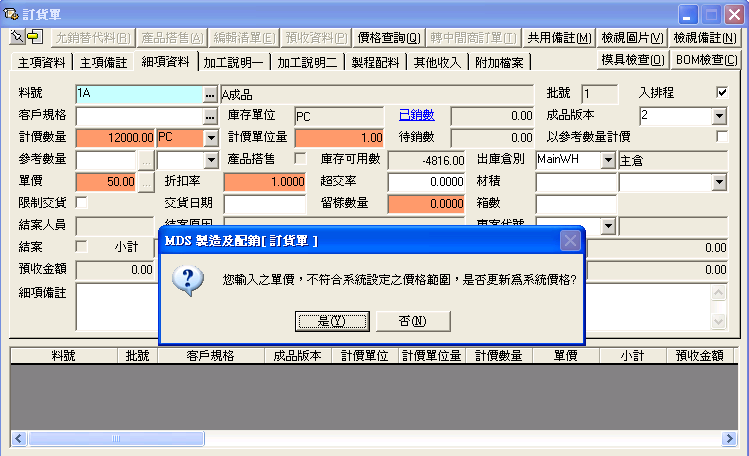 訂貨單
允銷替代料(R) 產品搭售(A) 編輯清單(E) 預收資料(P) 價格查詢(Q) 轉中間商訂單(T) 共用備註(M) 檢視圖片(V) 檢視備註(N)
模具檢查(O) BOM檢查(C)
主項資料 主項備註 細項資料 加工說明一 加工說明二 製程配料 其他收入 附加檔案
料號 1A ... A成品 批號 1 入排程
客戶規格 ... 庫存單位 PC 已銷數 0.00 成品版本 2
計價數量 12000.00 PC 計價單位量 1.00 待銷數 0.00 以參考數量計價
參考數量 ... 產品搭售 庫存可用數 -4816.00 出庫倉別 MainWH 主倉
單價 50.00 ... 折扣率 1.0000 超交率 0.0000 材積
限制交貨 交貨日期 留樣數量 0.0000 箱數
結案人員 結案原因
結案 小計 0.00
預收金額 0.00 0.00
細項備註
MDS 製造及配銷[ 訂貨單 ]
您輸入之單價，不符合系統設定之價格範圍，是否更新爲系統價格?
是(Y) 否(N)
料號 批號 客戶規格 成品版本 計價單位 計價單位量 計價數量 單價 小計 預收金額